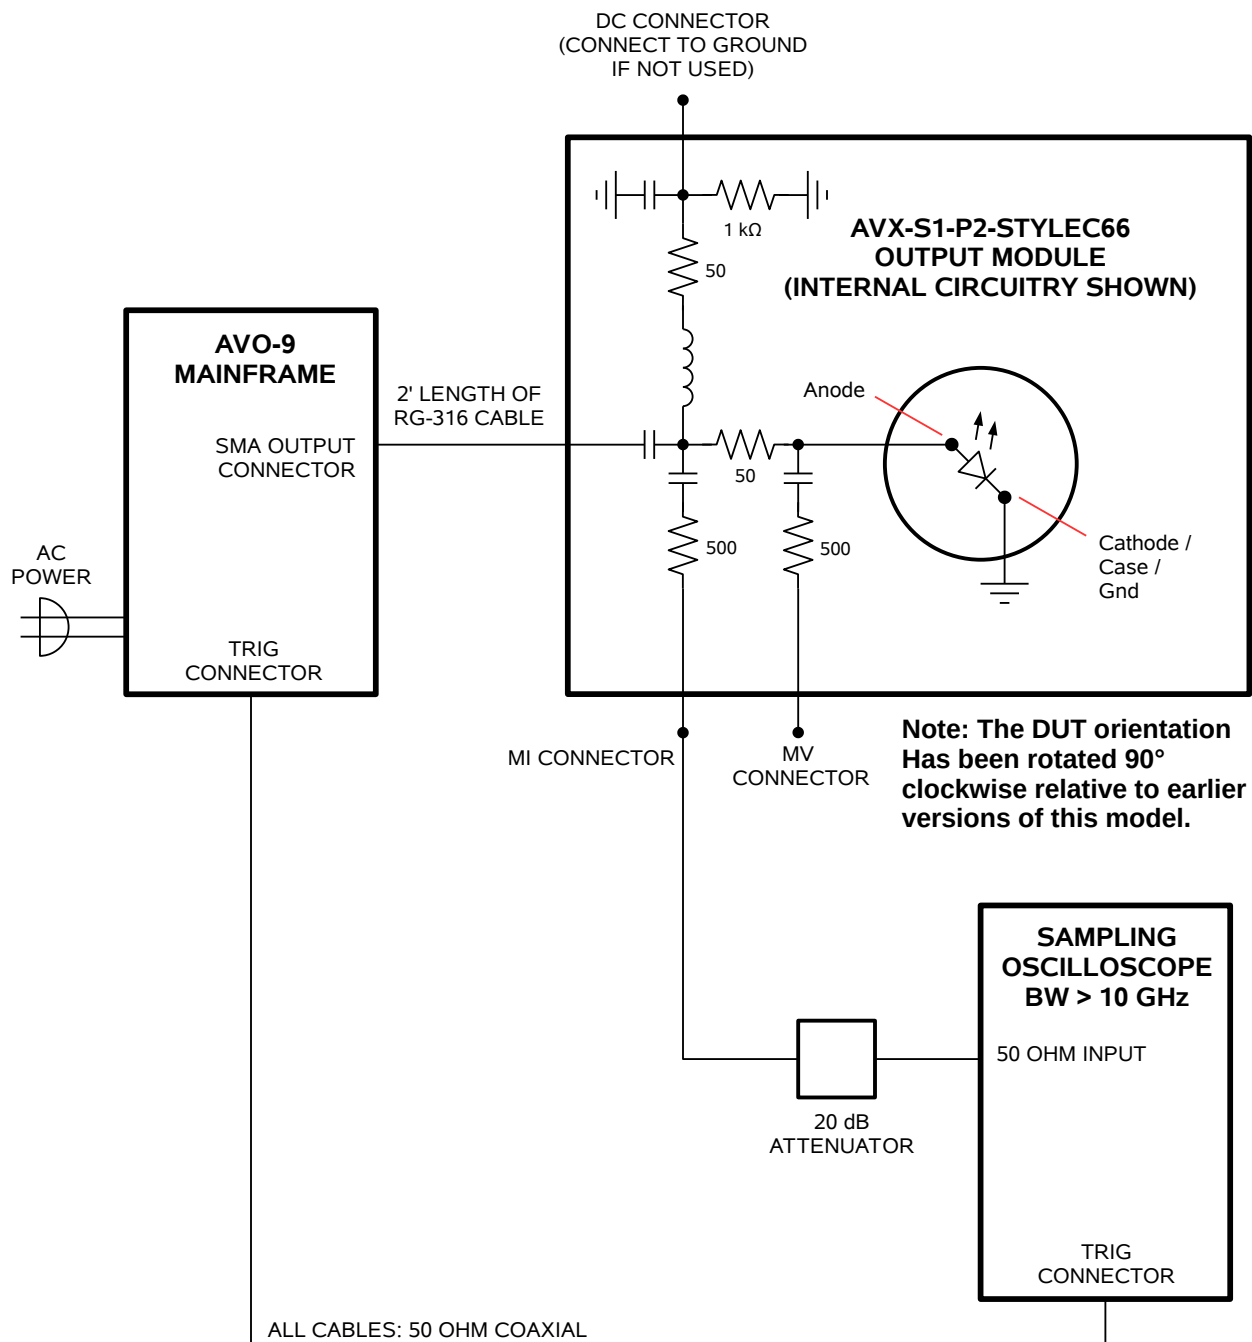 DC CONNECTOR
(CONNECT TO GROUND
IF NOT USED)
1 kΩ
50
AVX-S1-P2-STYLEC66
OUTPUT MODULE
(INTERNAL CIRCUITRY SHOWN)
AVO-9
MAINFRAME
SMA OUTPUT
CONNECTOR
2' LENGTH OF
RG-316 CABLE
Anode
50
500
500
Cathode /
Case /
Gnd
AC
POWER
TRIG
CONNECTOR
MI CONNECTOR
MV
CONNECTOR
Note: The DUT orientation
Has been rotated 90°
clockwise relative to earlier
versions of this model.
SAMPLING
OSCILLOSCOPE
BW > 10 GHz
50 OHM INPUT
20 dB
ATTENUATOR
TRIG
CONNECTOR
ALL CABLES: 50 OHM COAXIAL